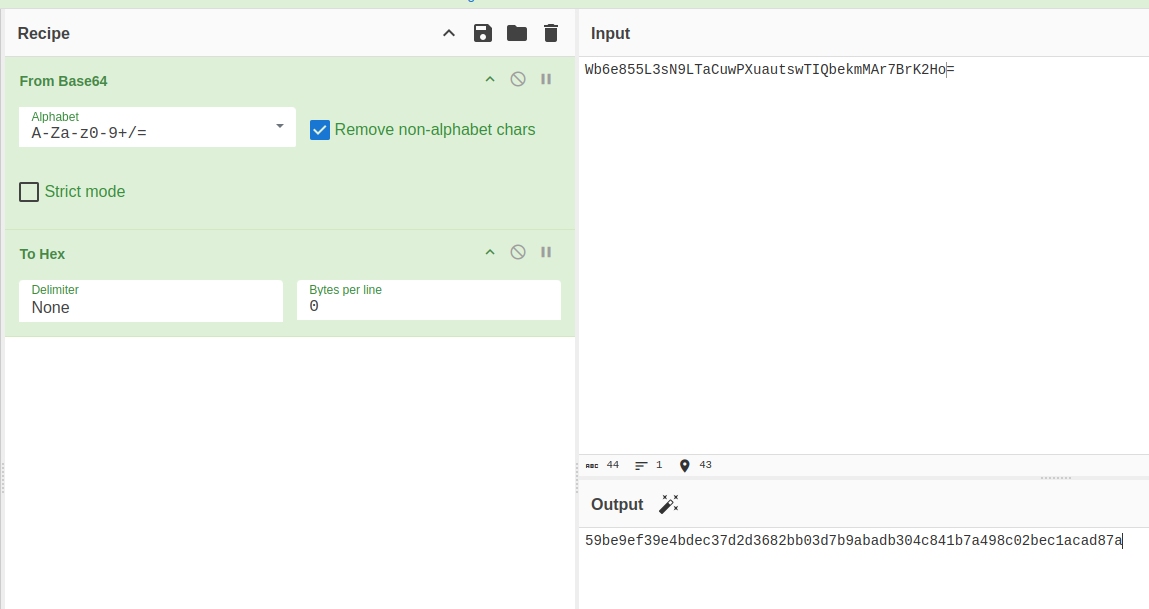 Recipe
From Base64
Alphabet
A-Za-z0-9+/=
Remove non-alphabet chars
Strict mode
To Hex
Delimiter
None
Bytes per line
0
Input
Wb6e855L3sN9LTaCuwPXuautswTIQbekmMAr7BrK2Ho=
ABC 44 1 43
Output
59be9ef39e4bdec37d2d3682bb03d7b9abadb304c841b7a498c02bec1acad87a